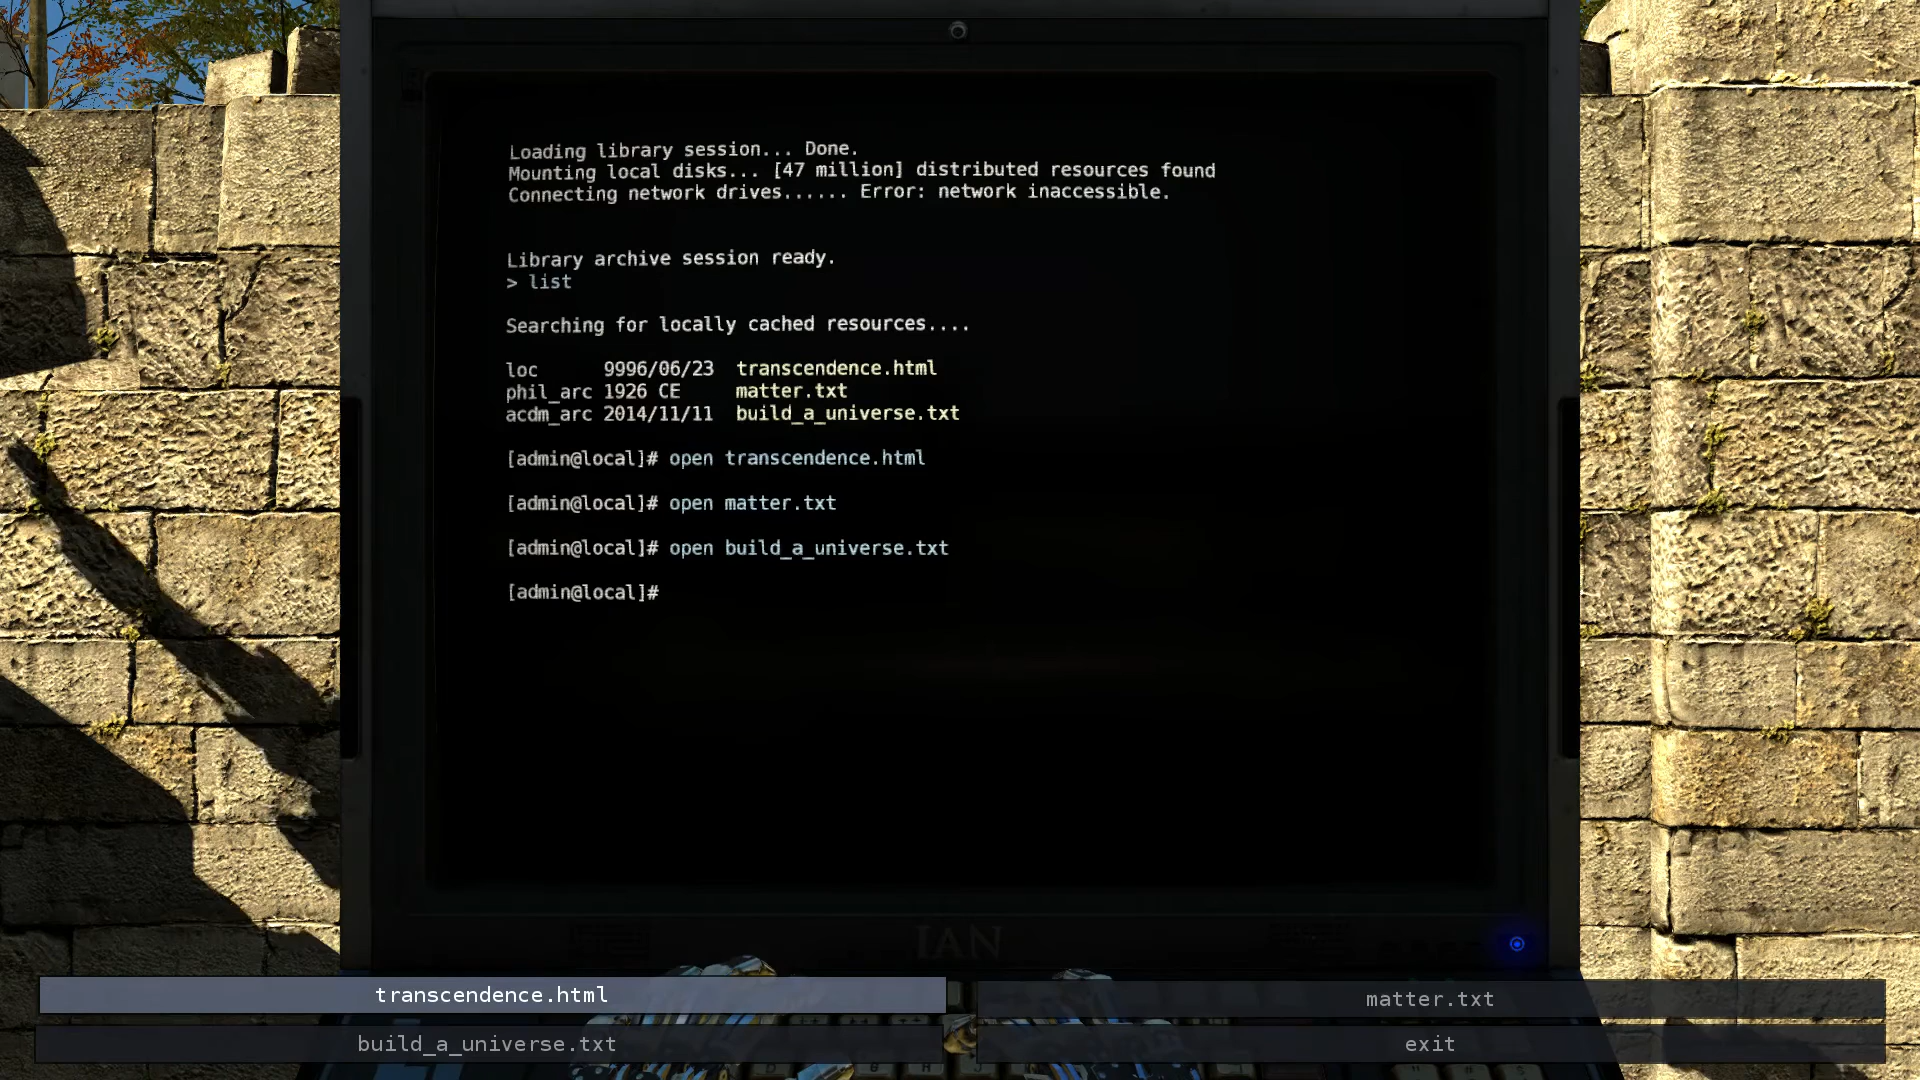 Loading library session... Done.
Mounting local disks... [47 million] distributed resources found
Connecting network drives...... Error: network inaccessible.
Library archive session ready.
> list
Searching for locally cached resources....
loc 9996/06/23 transcendence.html
phil_arc 1926 CE matter.txt
acdm_arc 2014/11/11 build_a_universe.txt
[admin@local]# open transcendence.html
[admin@local]# open matter.txt
[admin@local]# open build_a_universe.txt
[admin@local]#
IAN
transcendence.html
matter.txt
build_a_universe.txt
exit